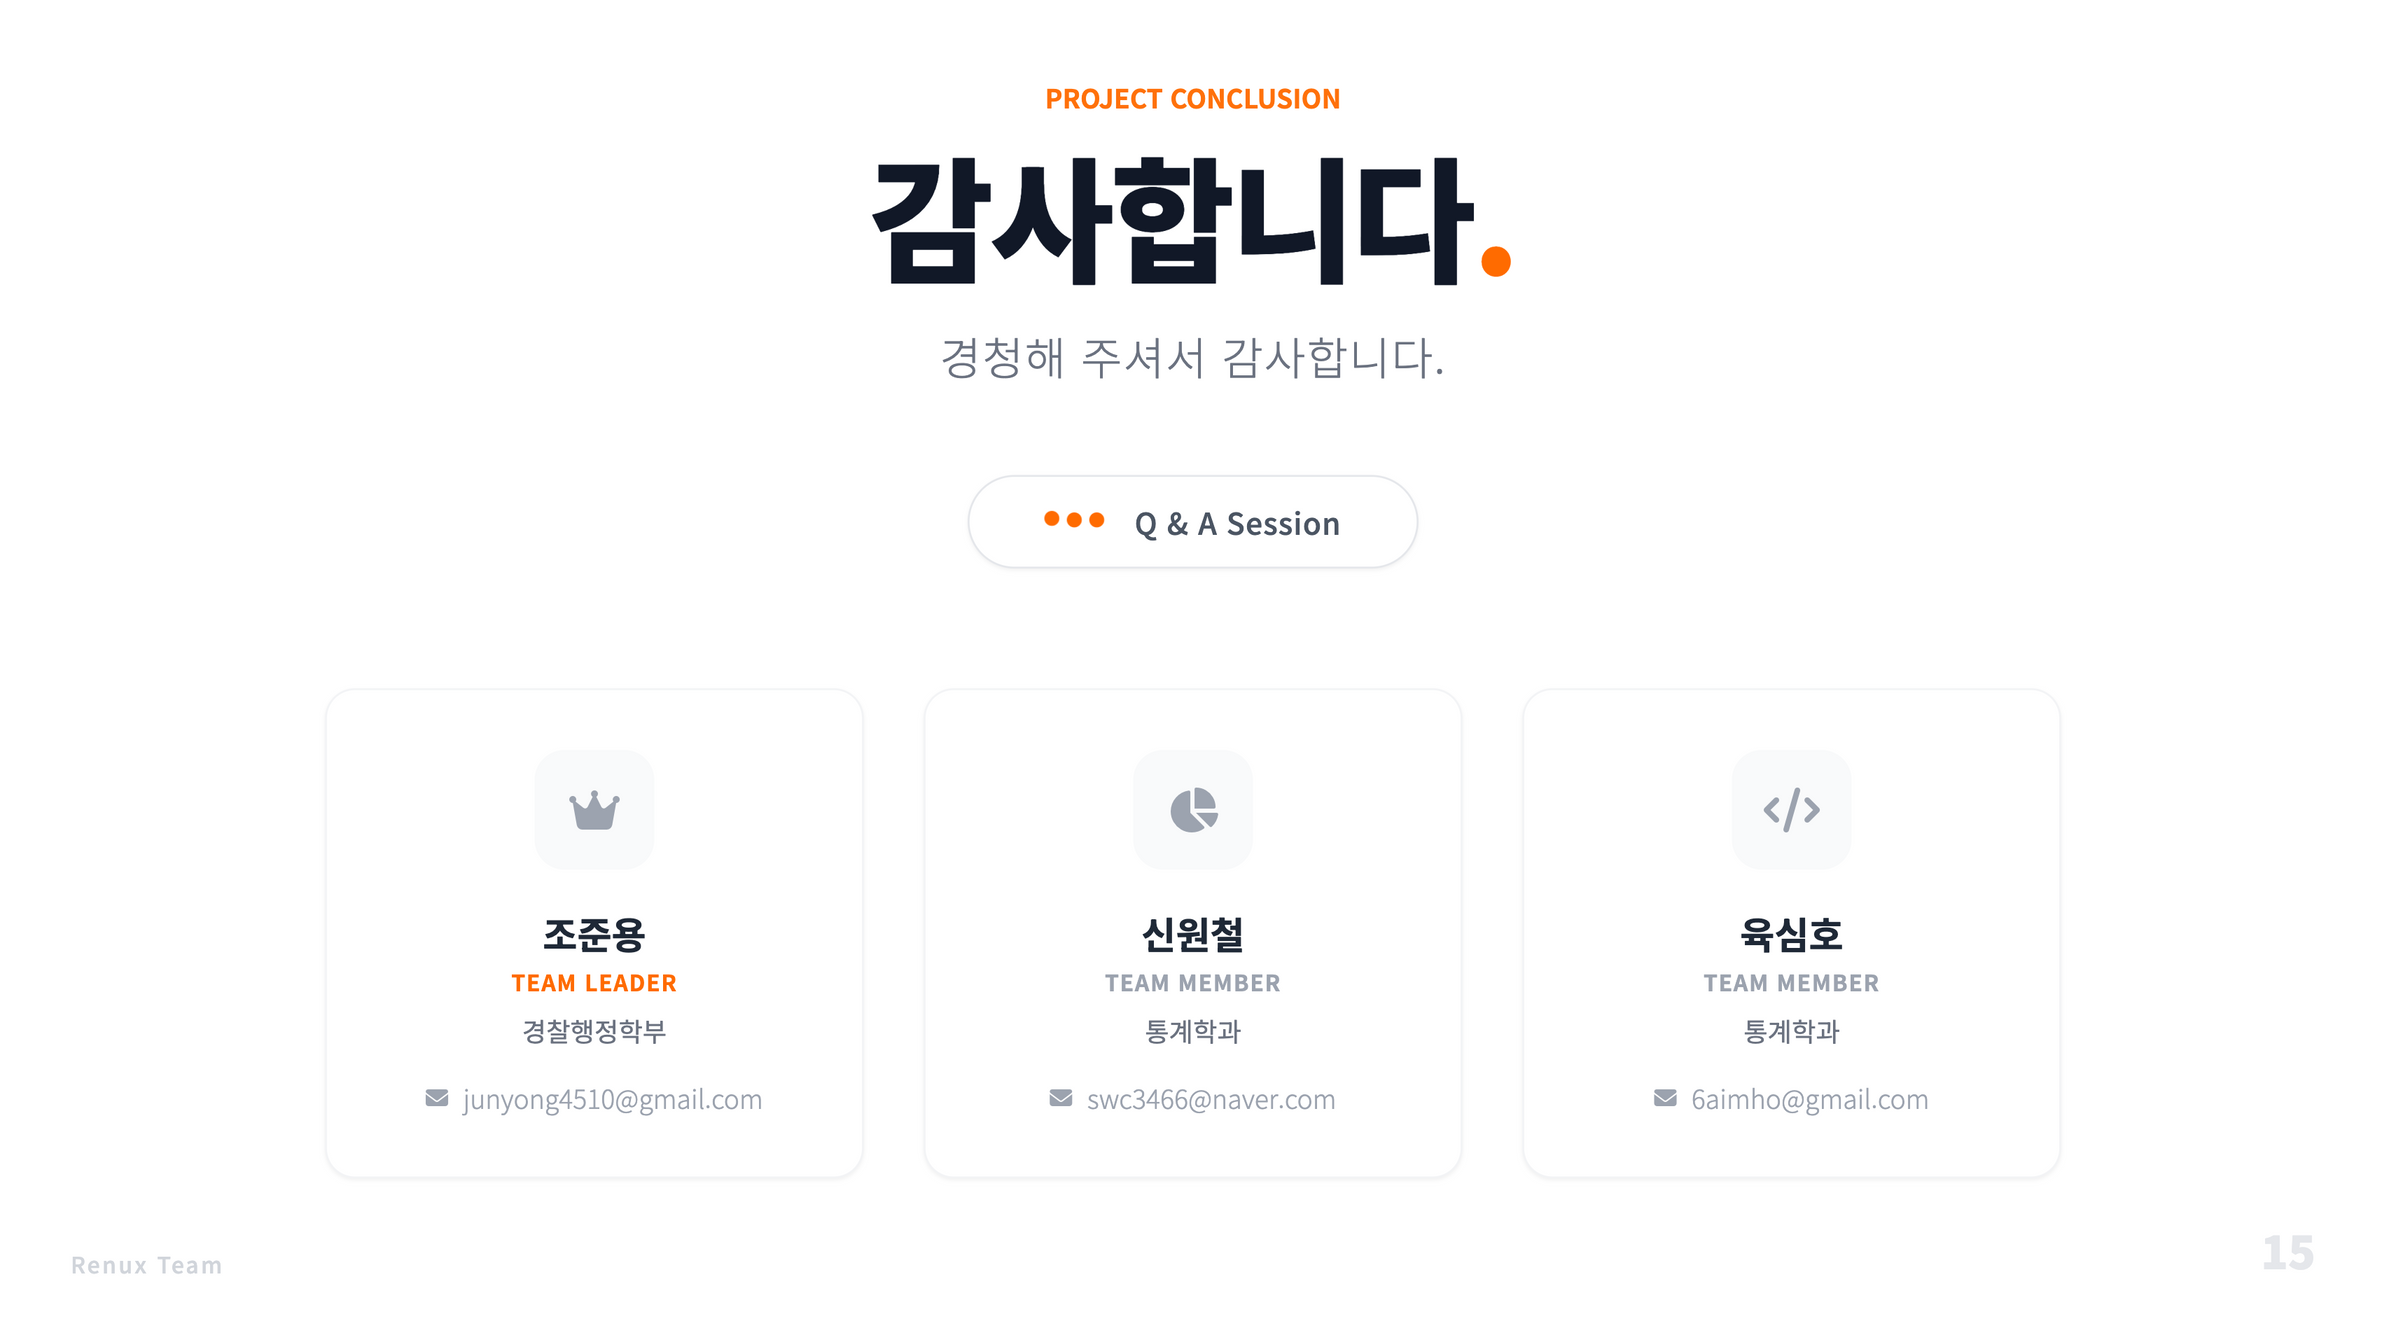 PROJECT CONCLUSION
감사합니다.
경청해 주셔서 감사합니다.
Q & A Session
조준용
TEAM LEADER
경찰행정학부
junyong4510@gmail.com
신원철
TEAM MEMBER
통계학과
swc3466@naver.com
육심호
TEAM MEMBER
통계학과
6aimho@gmail.com
Renux Team
15